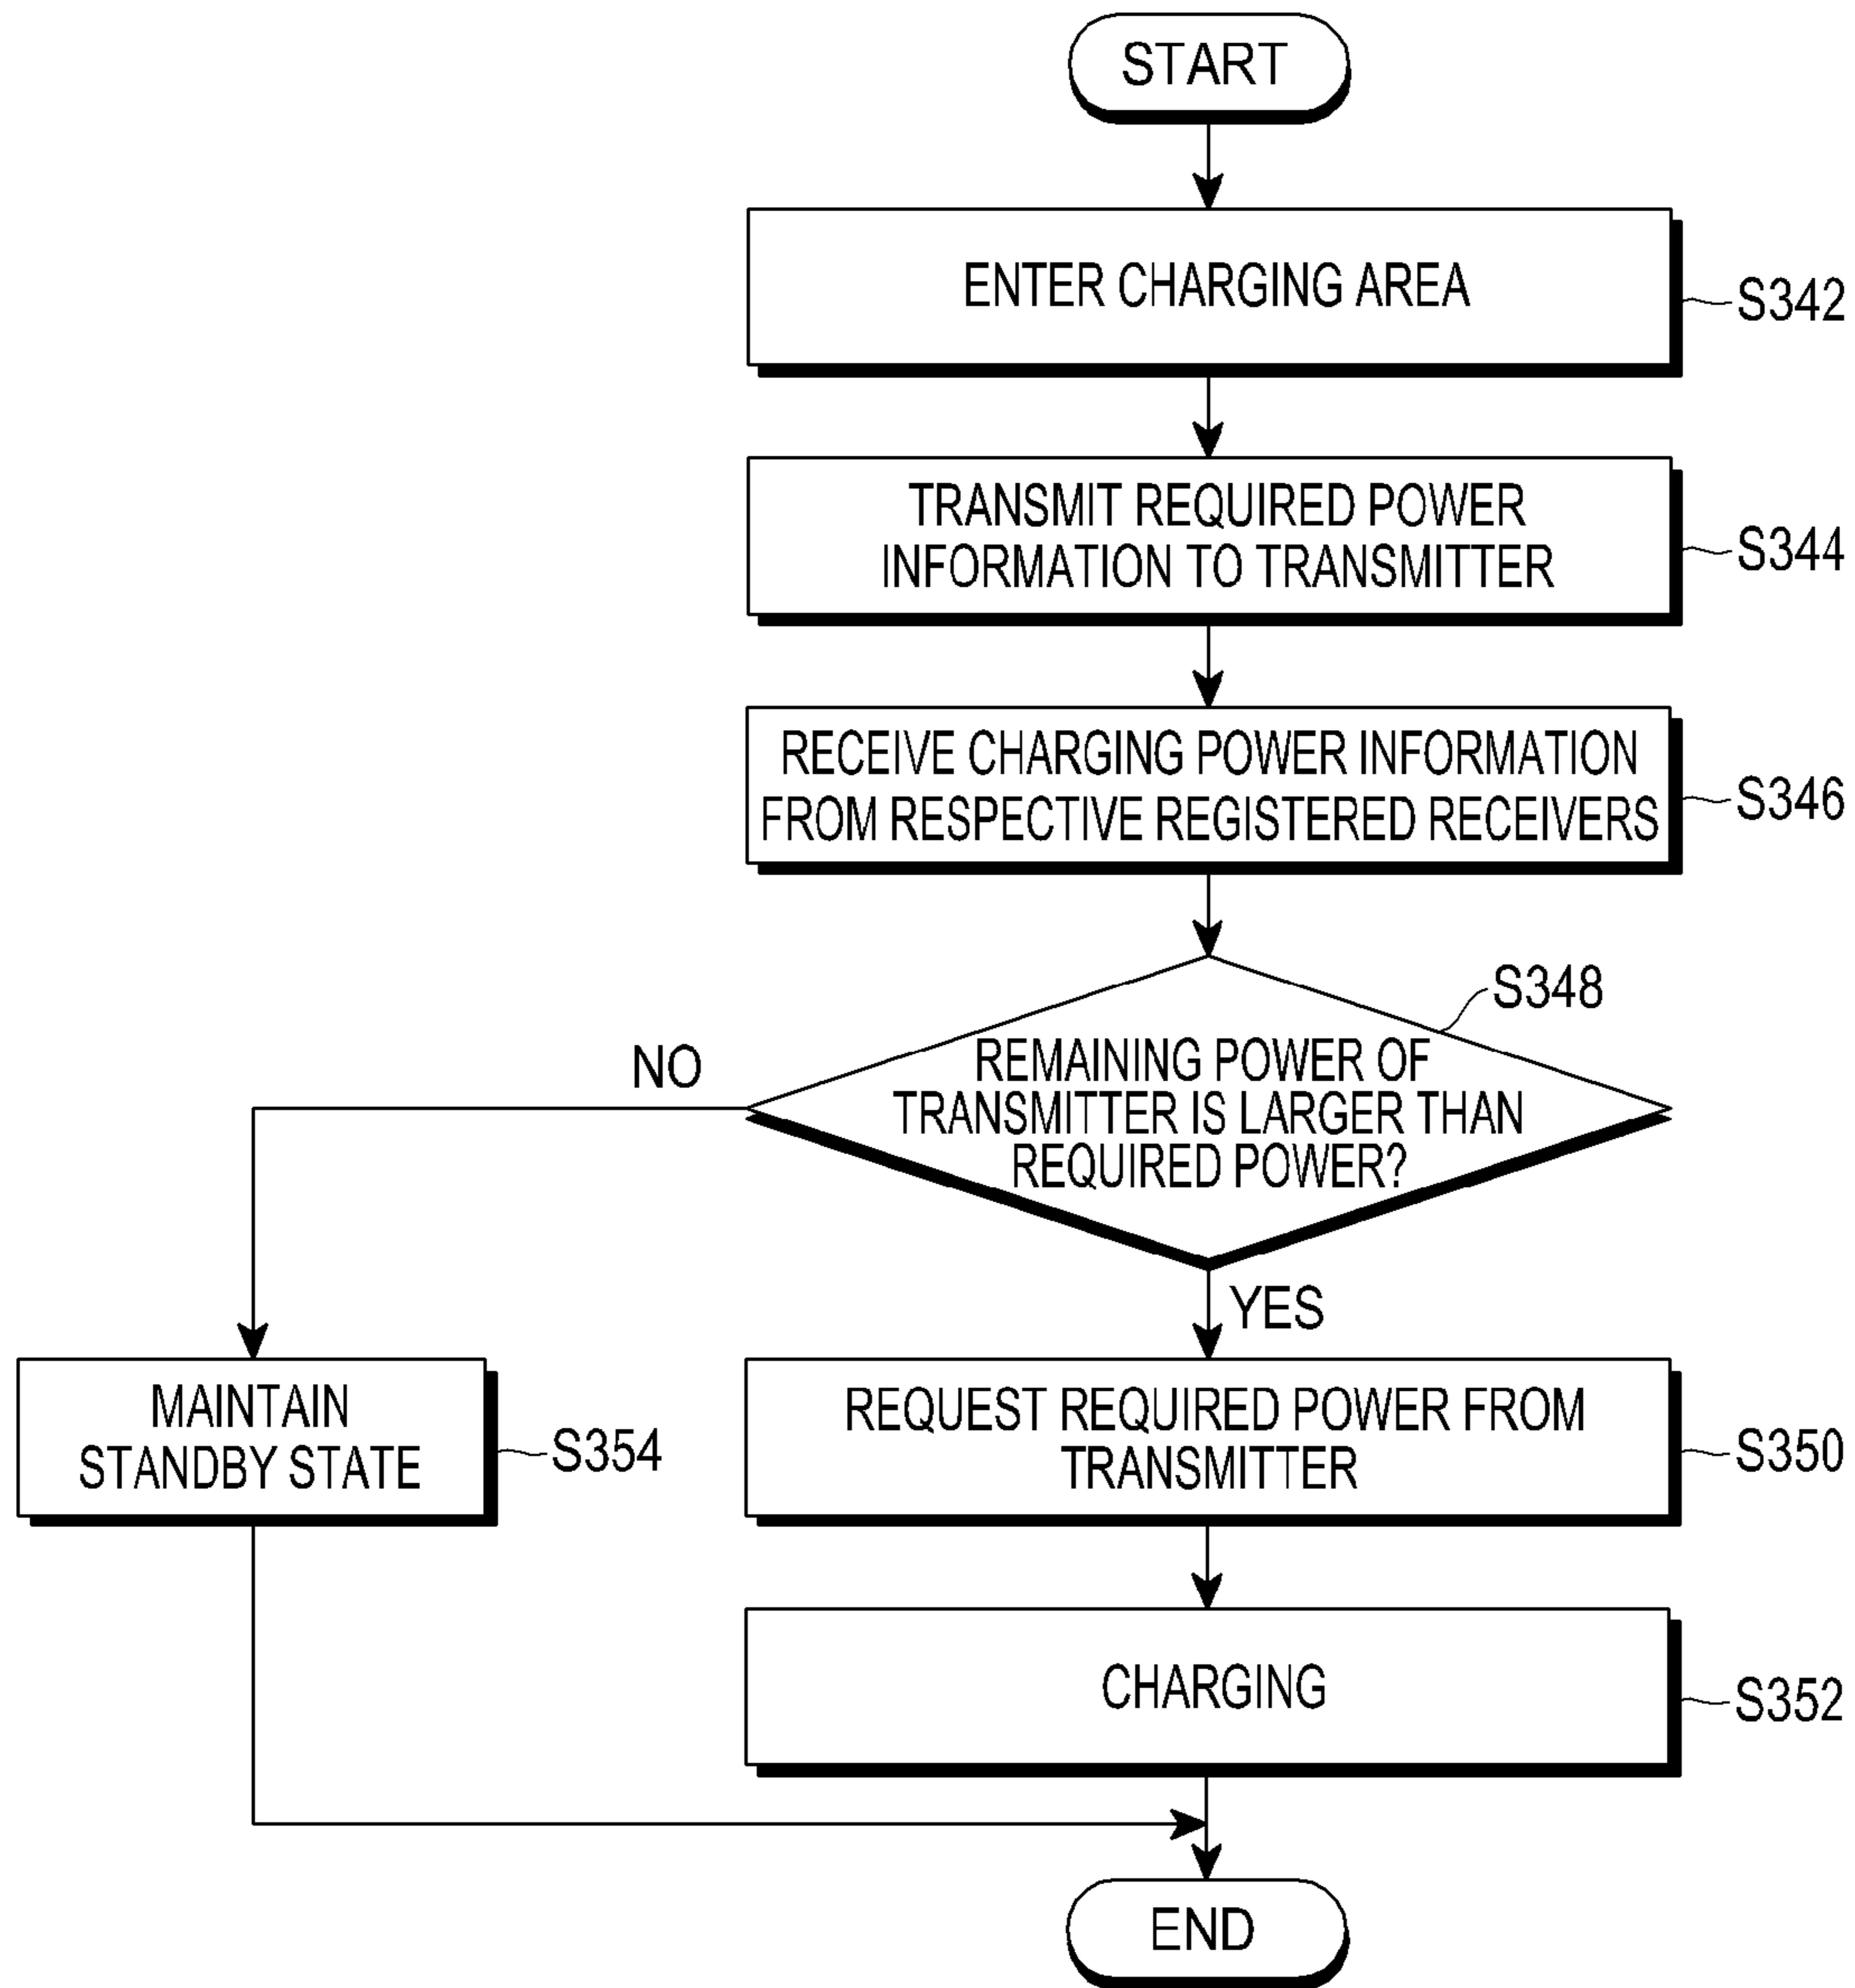 START
ENTER CHARGING AREA
S342
TRANSMIT REQUIRED POWER
INFORMATION TO TRANSMITTER
S344
RECEIVE CHARGING POWER INFORMATION
FROM RESPECTIVE REGISTERED RECEIVERS
S346
S348
REMAINING POWER OF
TRANSMITTER IS LARGER THAN
REQUIRED POWER?
NO
YES
MAINTAIN
STANDBY STATE
S354
REQUEST REQUIRED POWER FROM
TRANSMITTER
S350
CHARGING
S352
END